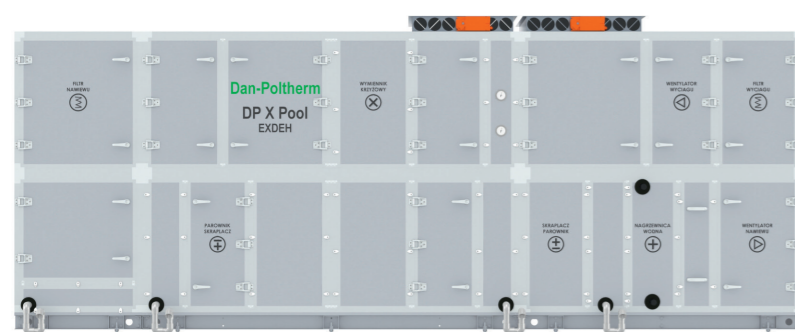 FILTR
NAWIEWU
Dan-Poltherm
DP X Pool
EXDEH
WYMIENNIK
KRZYŻOWY
WENTYLATOR
WYCIĄGU
FILTR
WYCIĄGU
PAROWNIK
SKRAPLACZ
SKRAPLACZ
PAROWNIK
NAGRZEWNICA
WODNA
WENTYLATOR
NAWIEWU